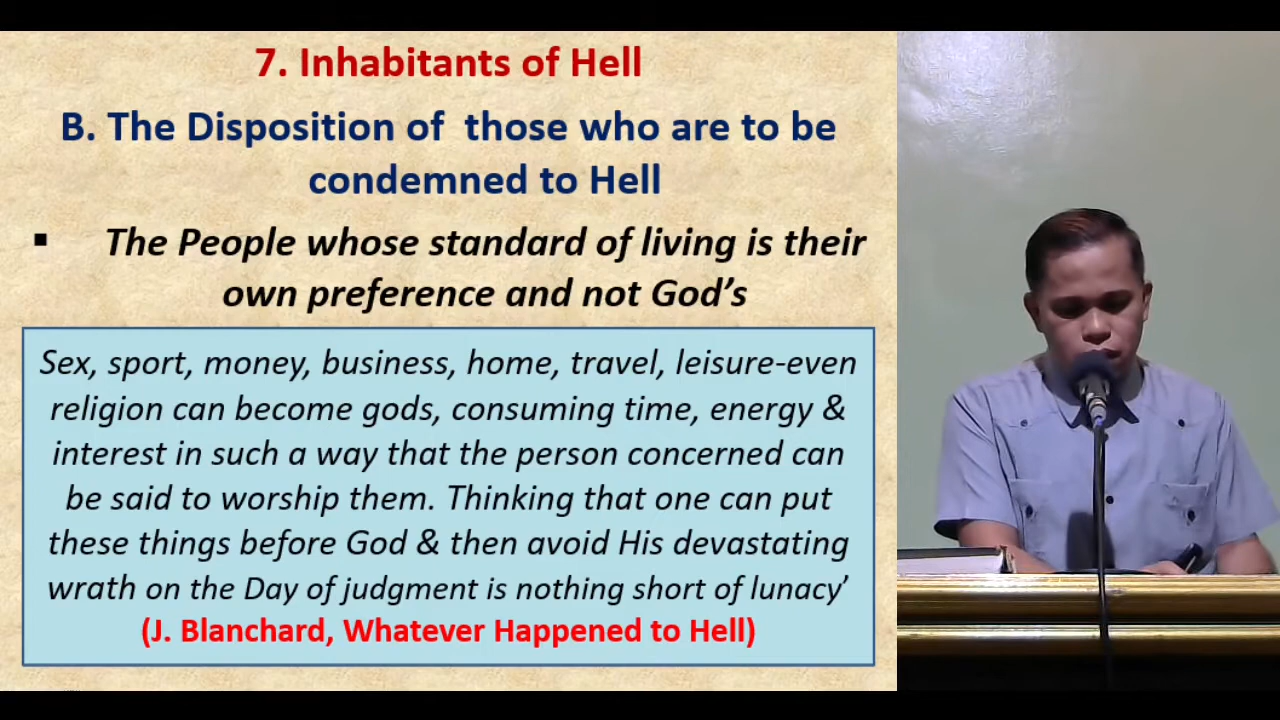 7. Inhabitants of Hell
B. The Disposition of those who are to be
condemned to Hell
▪ The People whose standard of living is their
own preference and not God's
Sex, sport, money, business, home, travel, leisure-even
religion can become gods, consuming time, energy &
interest in such a way that the person concerned can
be said to worship them. Thinking that one can put
these things before God & then avoid His devastating
wrath on the Day of judgment is nothing short of lunacy'
(J. Blanchard, Whatever Happened to Hell)